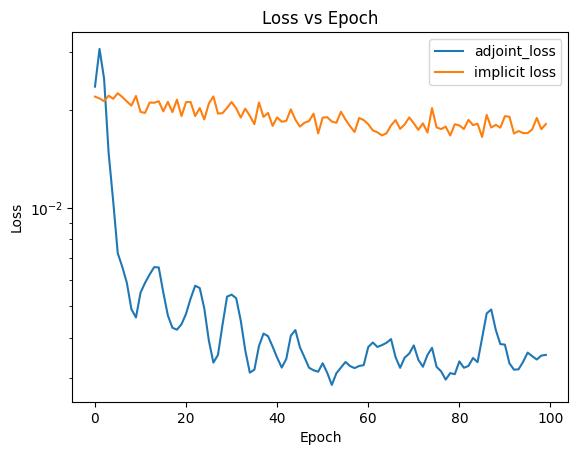 Loss vs Epoch
adjoint_loss
implicit loss
Loss
10⁻²
0
20
40
60
80
100
Epoch